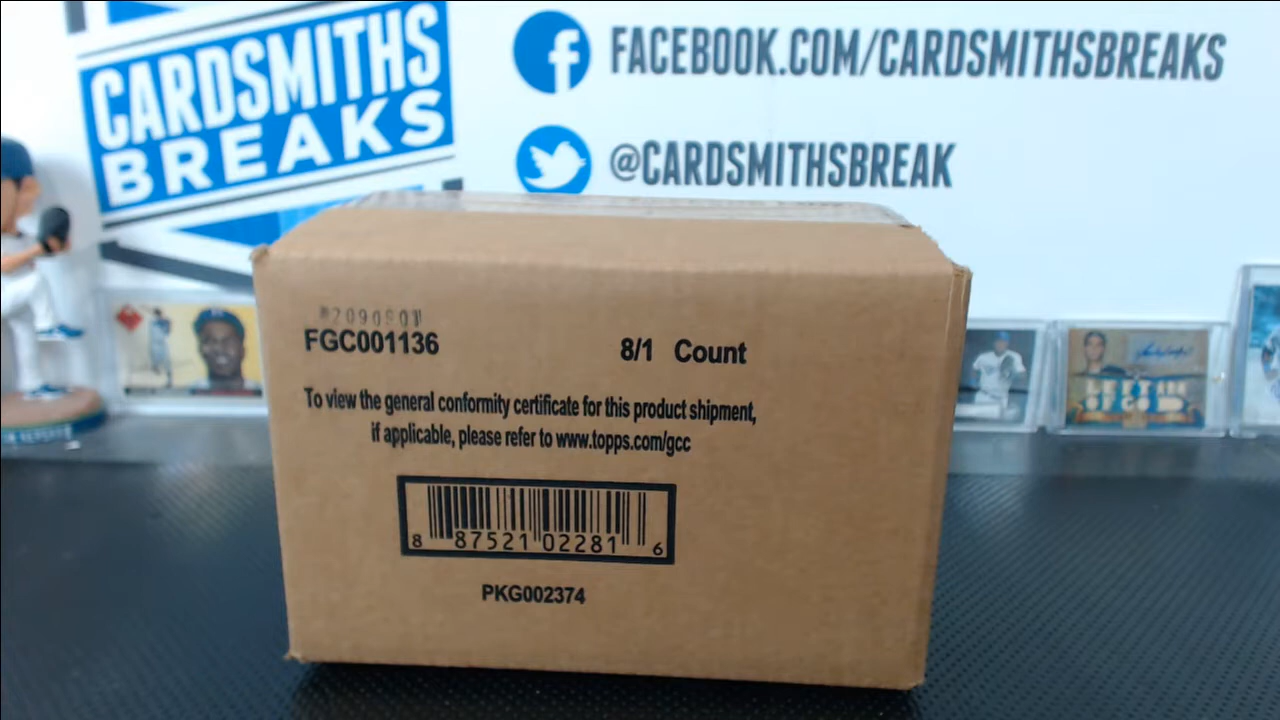 CARDSMITHS
BREAKS
FACEBOOK.COM/CARDSMITHSBREAKS
@CARDSMITHSBREAK
FGC001136
8/1 Count
To view the general conformity certificate for this product shipment,
if applicable, please refer to www.topps.com/gcc
8 87521 02281 6
PKG002374